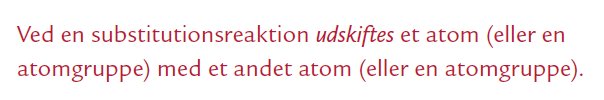 Ved en substitutionsreaktion udskiftes et atom (eller en
atomgruppe) med et andet atom (eller en atomgruppe).